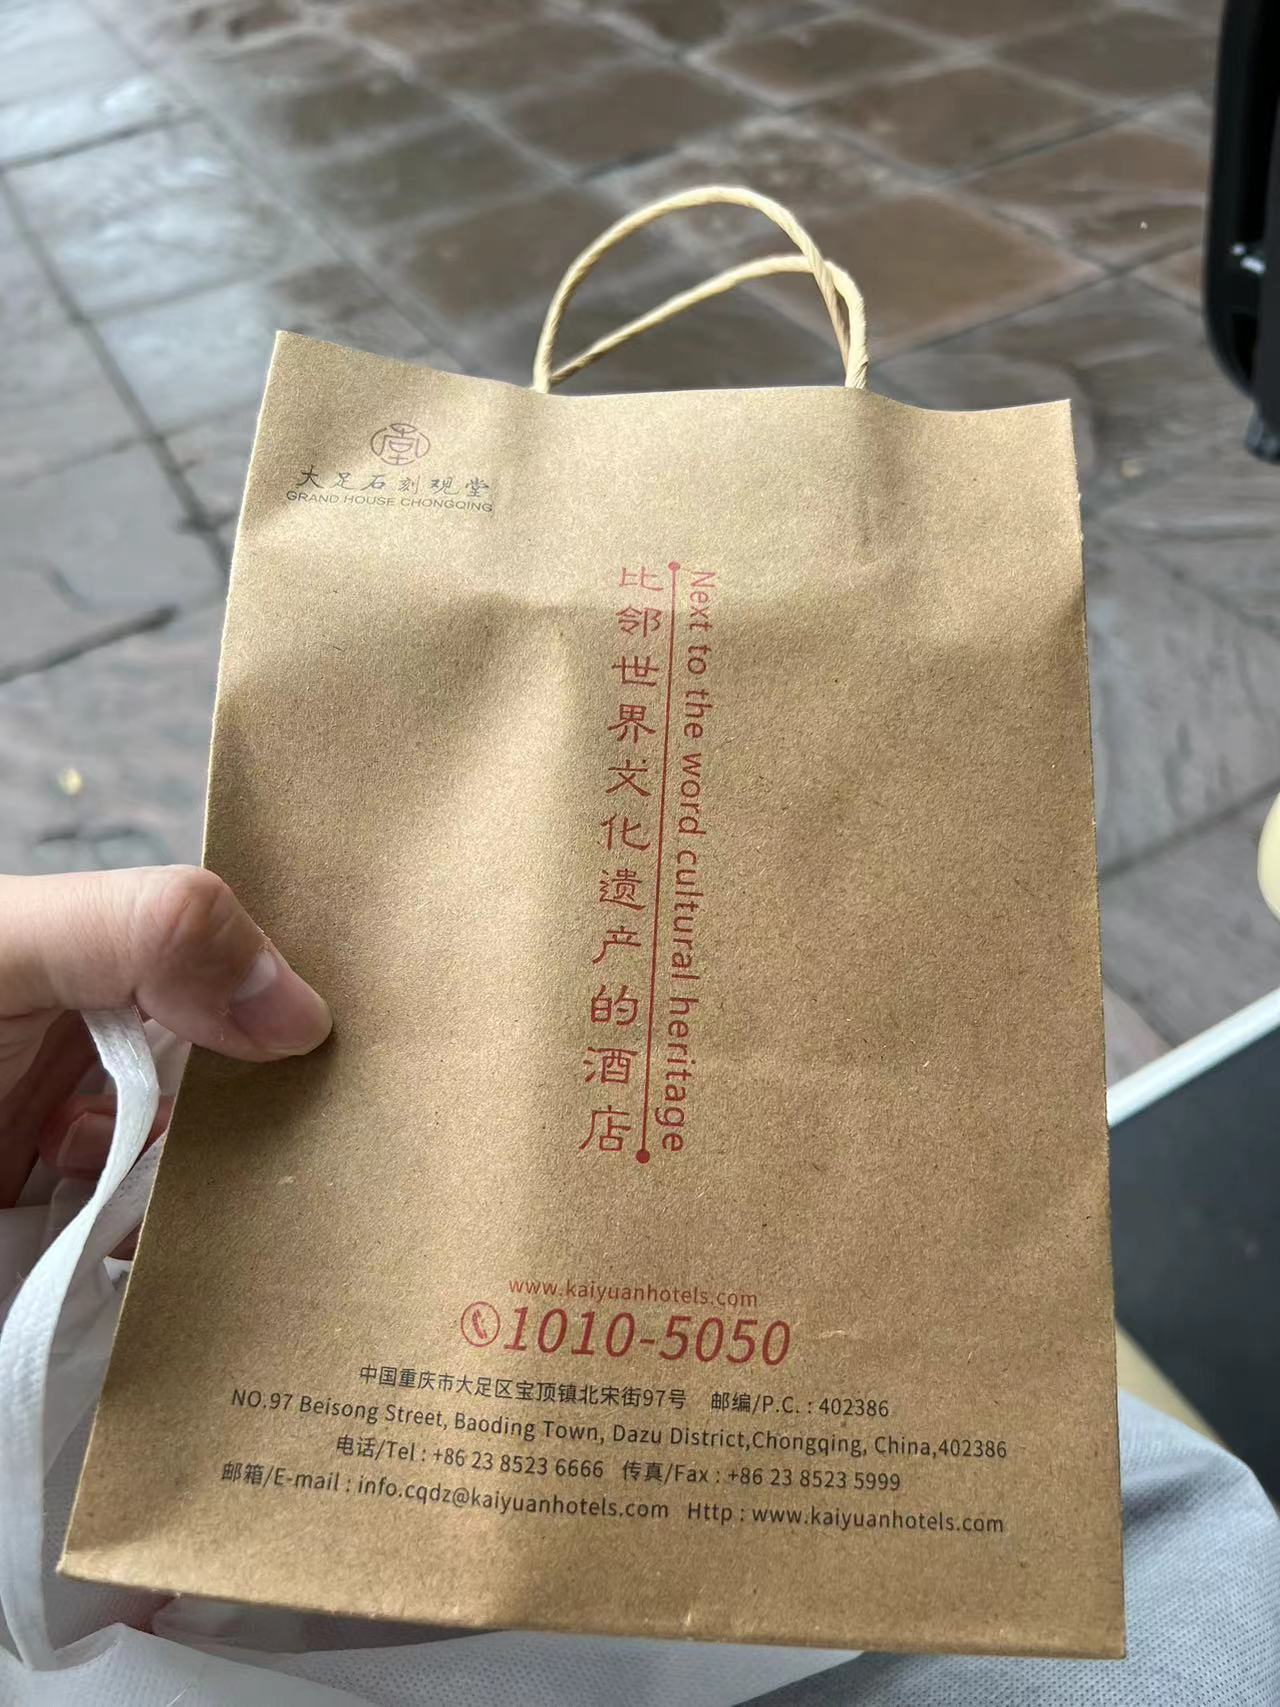 堂
大足石刻观堂
GRAND HOUSE CHONGQING
比邻世界文化遗产的酒店
Next to the word cultural heritage
www.kaiyuanhotels.com
1010-5050
中国重庆市大足区宝顶镇北宋街97号 邮编/P.C. : 402386
NO.97 Beisong Street, Baoding Town, Dazu District,Chongqing, China,402386
电话/Tel : +86 23 8523 6666 传真/Fax : +86 23 8523 5999
邮箱/E-mail : info.cqdz@kaiyuanhotels.com Http : www.kaiyuanhotels.com